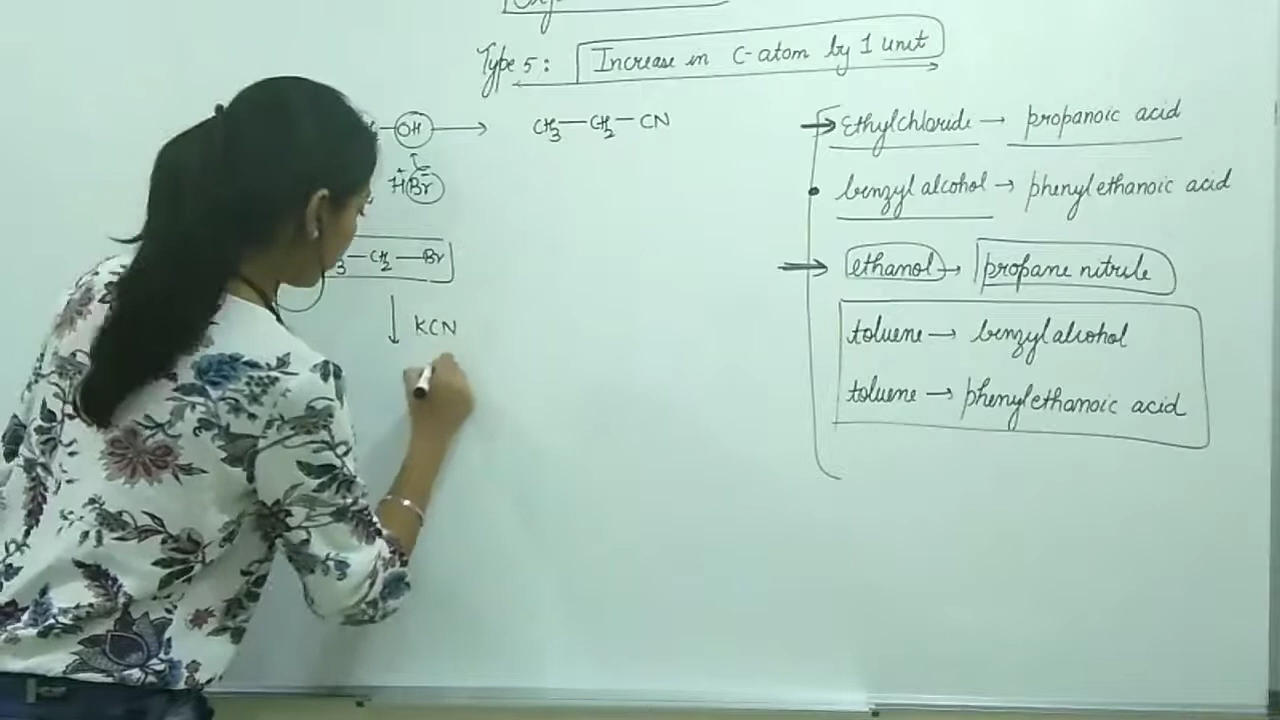 Type 5: Increase in C-atom by 1 unit
OH → CH3—CH2—CN
H+ Br-
3—CH2—Br
↓ KCN
Ethylchloride → propanoic acid
benzyl alcohol → phenylethanoic acid
ethanol → propane nitrile
toluene → benzyl alcohol
toluene → phenylethanoic acid